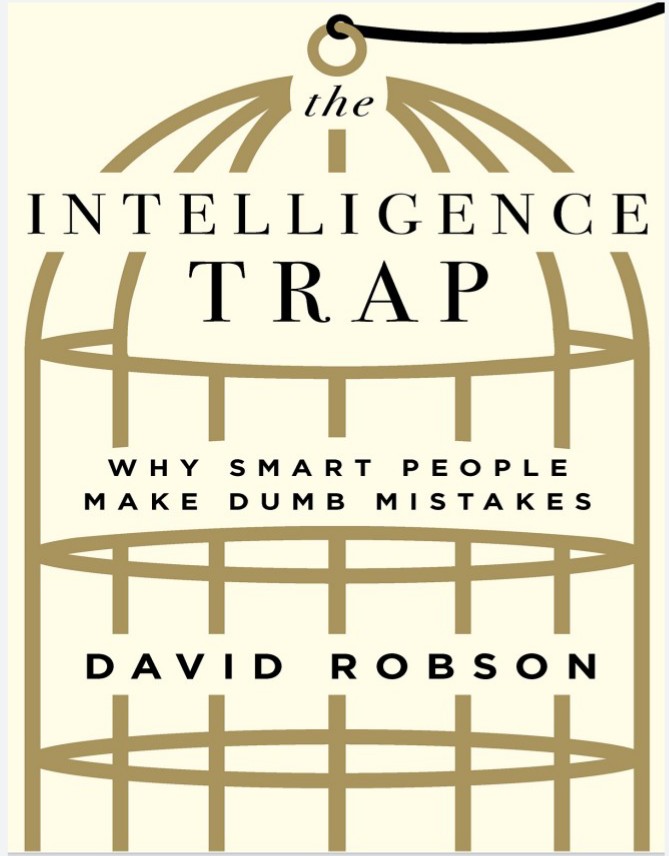 the
INTELLIGENCE
TRAP
WHY SMART PEOPLE
MAKE DUMB MISTAKES
DAVID ROBSON